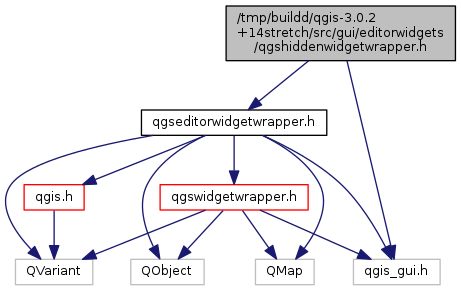 /tmp/buildd/qgis-3.0.2
+14stretch/src/gui/editorwidgets
/qgshiddenwidgetwrapper.h
qgseditorwidgetwrapper.h
qgis.h
qgswidgetwrapper.h
QVariant
QObject
QMap
qgis_gui.h